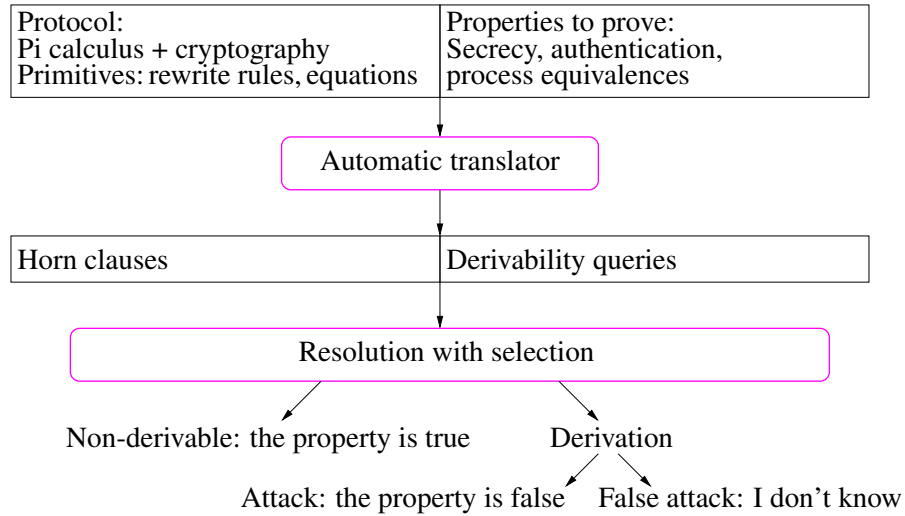 Protocol:
Pi calculus + cryptography
Primitives: rewrite rules, equations
Properties to prove:
Secrecy, authentication,
process equivalences
Automatic translator
Horn clauses
Derivability queries
Resolution with selection
Non-derivable: the property is true
Derivation
Attack: the property is false
False attack: I don't know